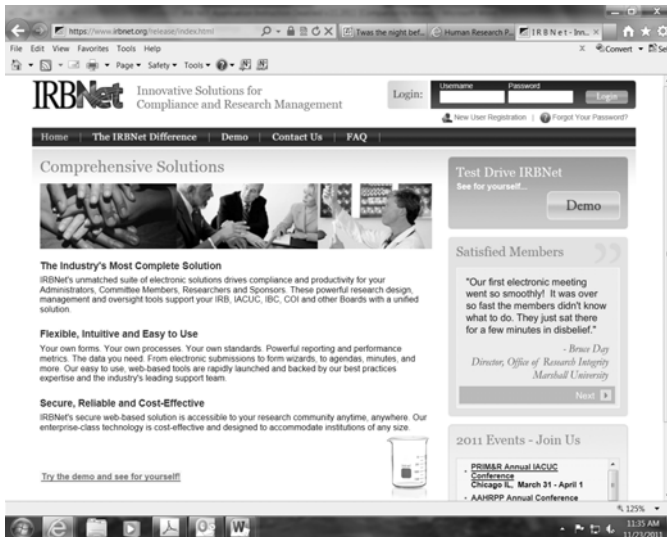 https://www.irbnet.org/release/index.html
Twas the night bef...
Human Research P...
IRBNet - Inn...
File Edit View Favorites Tools Help
Convert
Page Safety Tools
IRBNet
Innovative Solutions for
Compliance and Research Management
Login:
Username Password
Login
New User Registration | Forgot Your Password?
Home | The IRBNet Difference | Demo | Contact Us | FAQ
Comprehensive Solutions
The Industry's Most Complete Solution
IRBNet's unmatched suite of electronic solutions drives compliance and productivity for your
Administrators, Committee Members, Researchers and Sponsors. These powerful research design,
management and oversight tools support your IRB, IACUC, IBC, COI and other Boards with a unified
solution.
Flexible, Intuitive and Easy to Use
Your own forms. Your own processes. Your own standards. Powerful reporting and performance
metrics. The data you need. From electronic submissions to form wizards, to agendas, minutes, and
more. Our easy to use, web-based tools are rapidly launched and backed by our best practices
expertise and the industry's leading support team.
Secure, Reliable and Cost-Effective
IRBNet's secure web-based solution is accessible to your research community anytime, anywhere. Our
enterprise-class technology is cost-effective and designed to accommodate institutions of any size.
Try the demo and see for yourself!
Test Drive IRBNet
See for yourself...
Demo
Satisfied Members
"Our first electronic meeting
went so smoothly! It was over
so fast the members didn't know
what to do. They just sat there
for a few minutes in disbelief."
- Bruce Day
Director, Office of Research Integrity
Marshall University
Next
2011 Events - Join Us
PRIM&R Annual IACUC
Conference
Chicago IL, March 31 - April 1
AAHRPP Annual Conference
125%
11:35 AM
11/23/2011